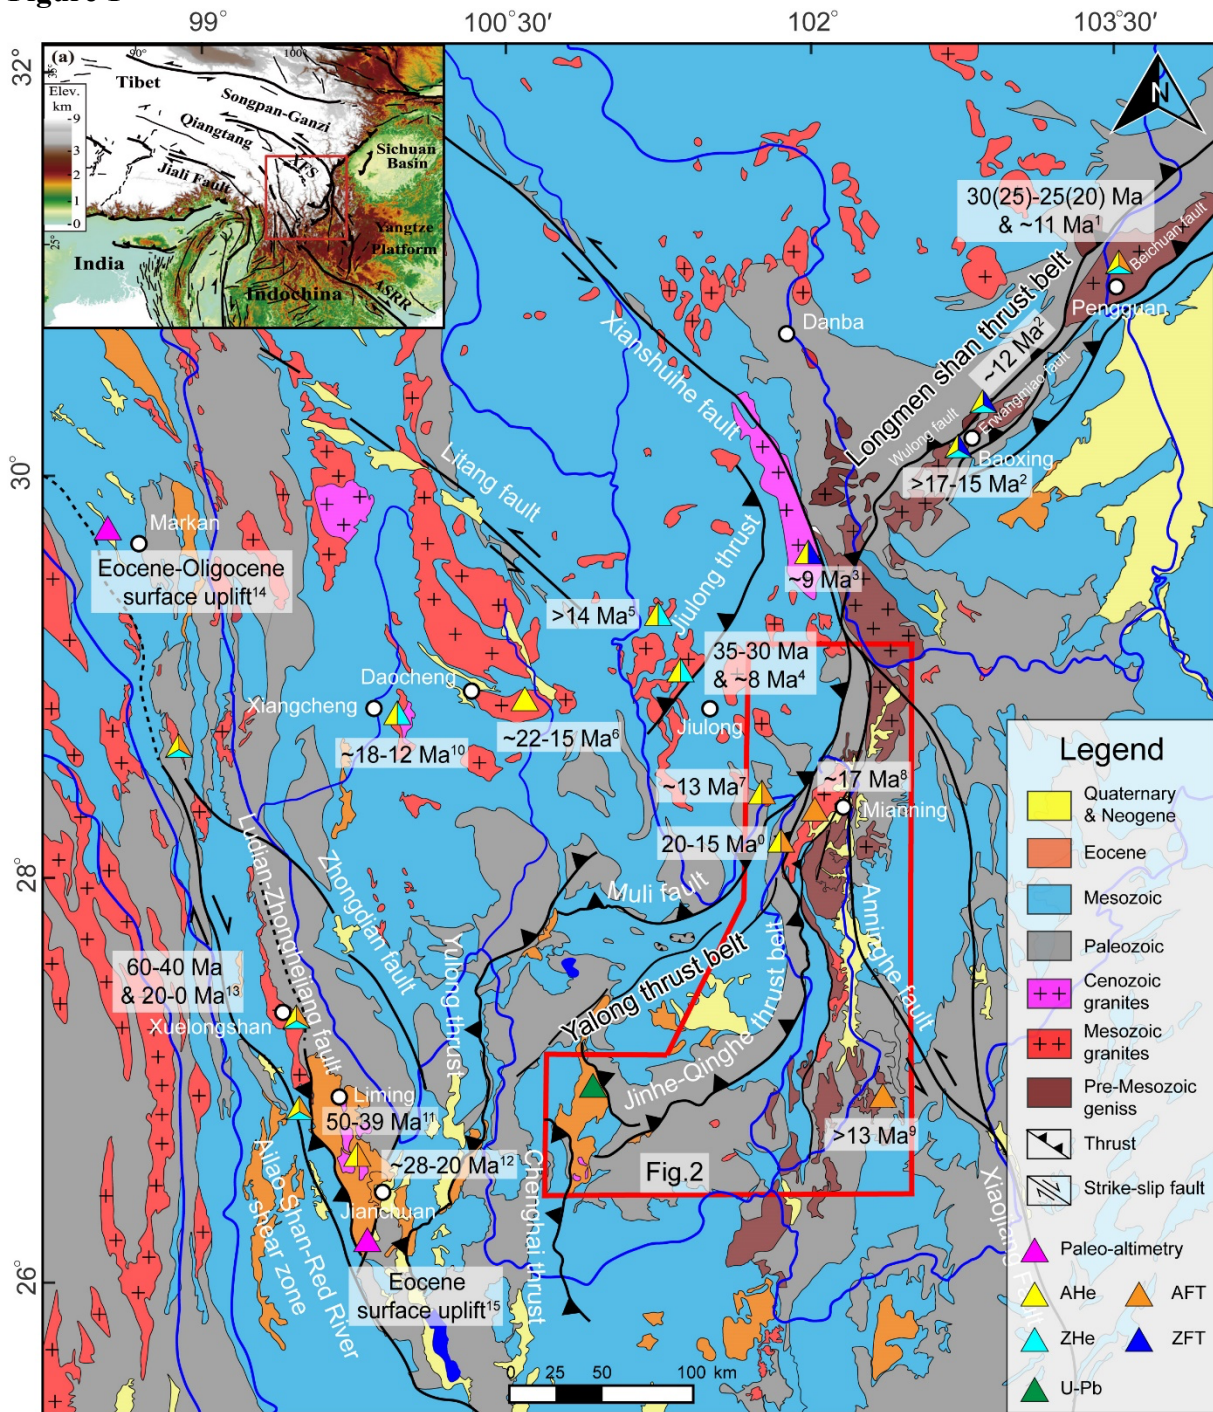 99°
100°30′
102°
103°30′
32°
30°
28°
26°
(a)
90°
100°
25°
Elev.
km
9
3
2
1
0
Tibet
Songpan-Ganzi
Qiangtang
XFS
Jiali Fault
Sichuan
Basin
Yangtze
Platform
India
Indochina
ASRR
N
30(25)-25(20) Ma
& ~11 Ma¹
Beichuan fault
Pengguan
Longmen shan thrust belt
~12 Ma²
Erwangmiao fault
Wulong fault
Baoxing
>17-15 Ma²
Danba
Xianshuihe fault
Litang fault
Markan
Eocene-Oligocene
surface uplift¹⁴
~9 Ma³
>14 Ma⁵
Jiulong thrust
35-30 Ma
& ~8 Ma⁴
Jiulong
Daocheng
Xiangcheng
~18-12 Ma¹⁰
~22-15 Ma⁶
~13 Ma⁷
~17 Ma⁸
Mianning
20-15 Ma⁰
Muli fault
Ludian-Zhonghejiang fault
Zhongdian fault
Yulong thrust
Yalong thrust belt
Jinhe-Qinghe thrust belt
Anninghe fault
60-40 Ma
& 20-0 Ma¹³
Xuelongshan
Liming
50-39 Ma¹¹
~28-20 Ma¹²
Jianchuan
Eocene
surface uplift¹⁵
Ailao Shan-Red River
shear zone
Chenghai thrust
>13 Ma⁹
Fig.2
Xiaojiang Fault
0 25 50 100 km
Legend
Quaternary
& Neogene
Eocene
Mesozoic
Paleozoic
Cenozoic
granites
Mesozoic
granites
Pre-Mesozoic
geniss
Thrust
Strike-slip fault
Paleo-altimetry
AHe
AFT
ZHe
ZFT
U-Pb